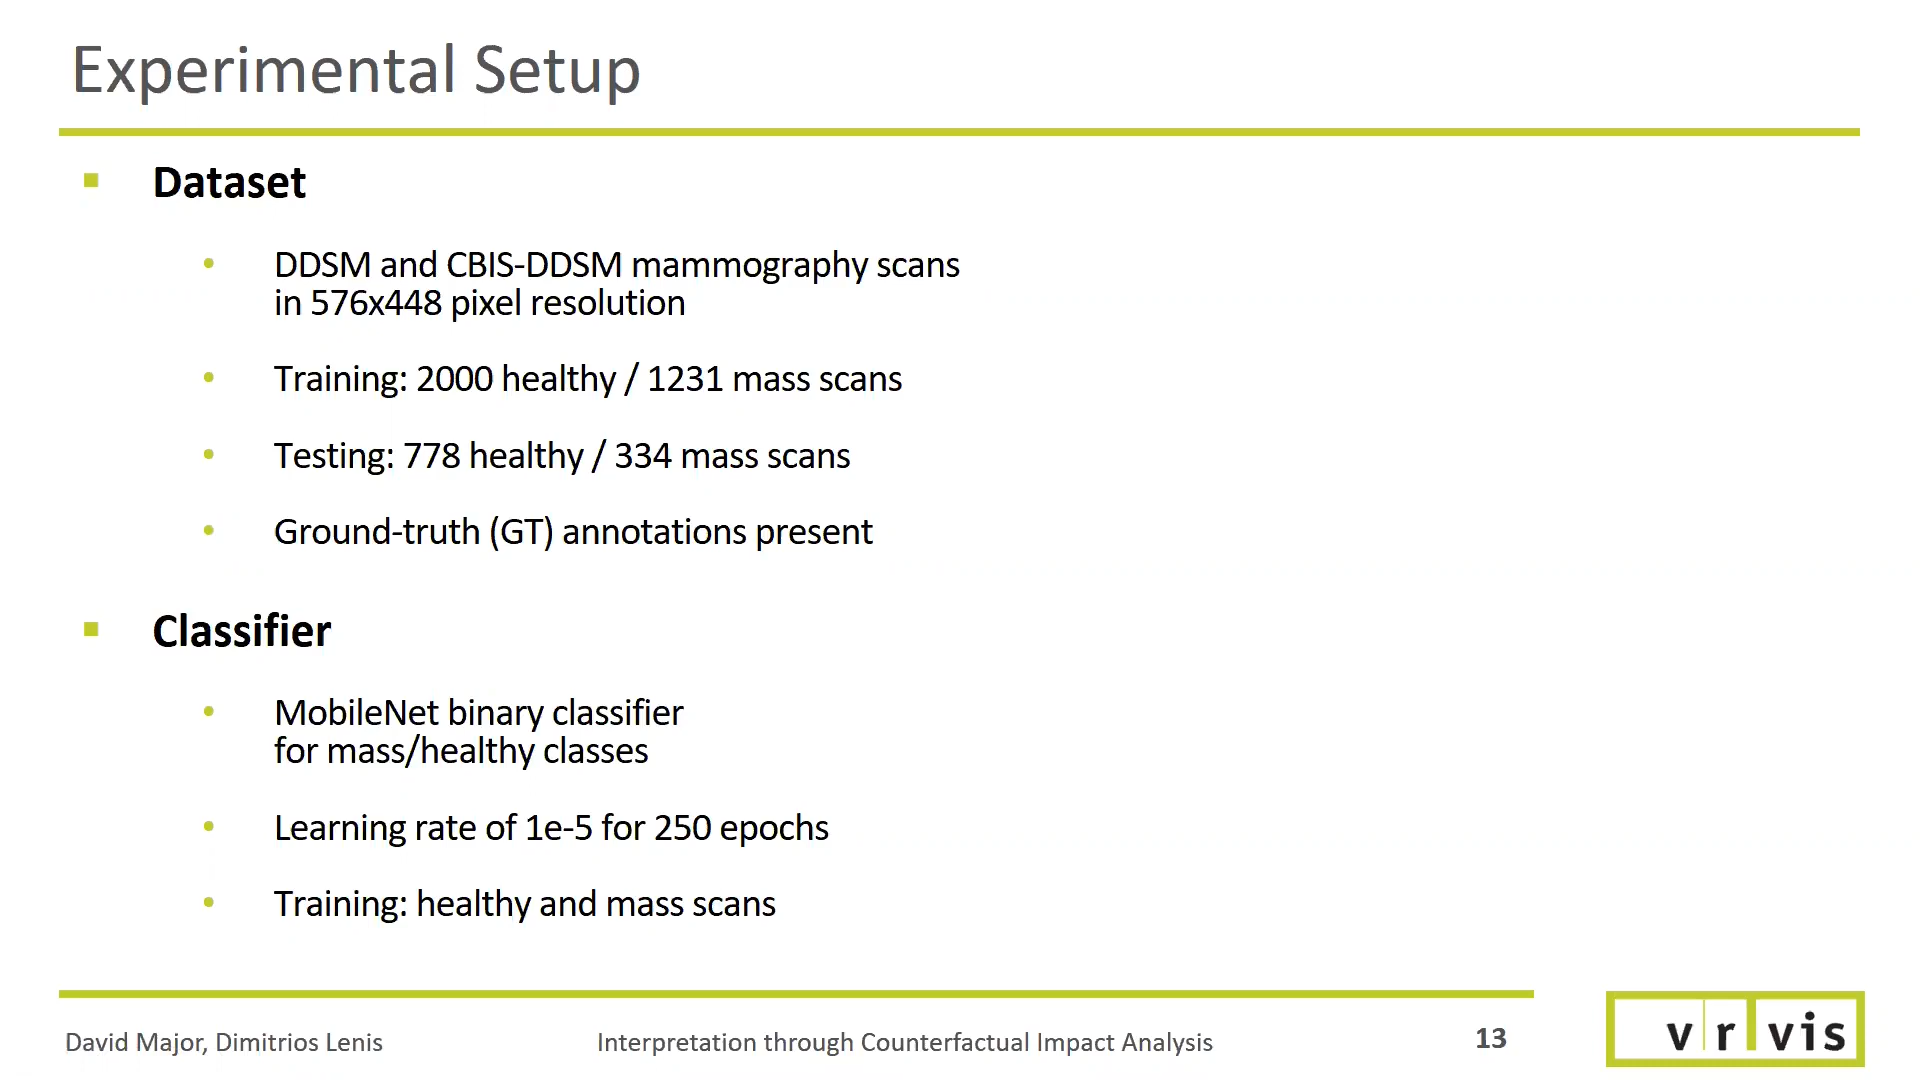 Experimental Setup
Dataset
DDSM and CBIS-DDSM mammography scans
in 576x448 pixel resolution
Training: 2000 healthy / 1231 mass scans
Testing: 778 healthy / 334 mass scans
Ground-truth (GT) annotations present
Classifier
MobileNet binary classifier
for mass/healthy classes
Learning rate of 1e-5 for 250 epochs
Training: healthy and mass scans
David Major, Dimitrios Lenis
Interpretation through Counterfactual Impact Analysis
13
vrvis